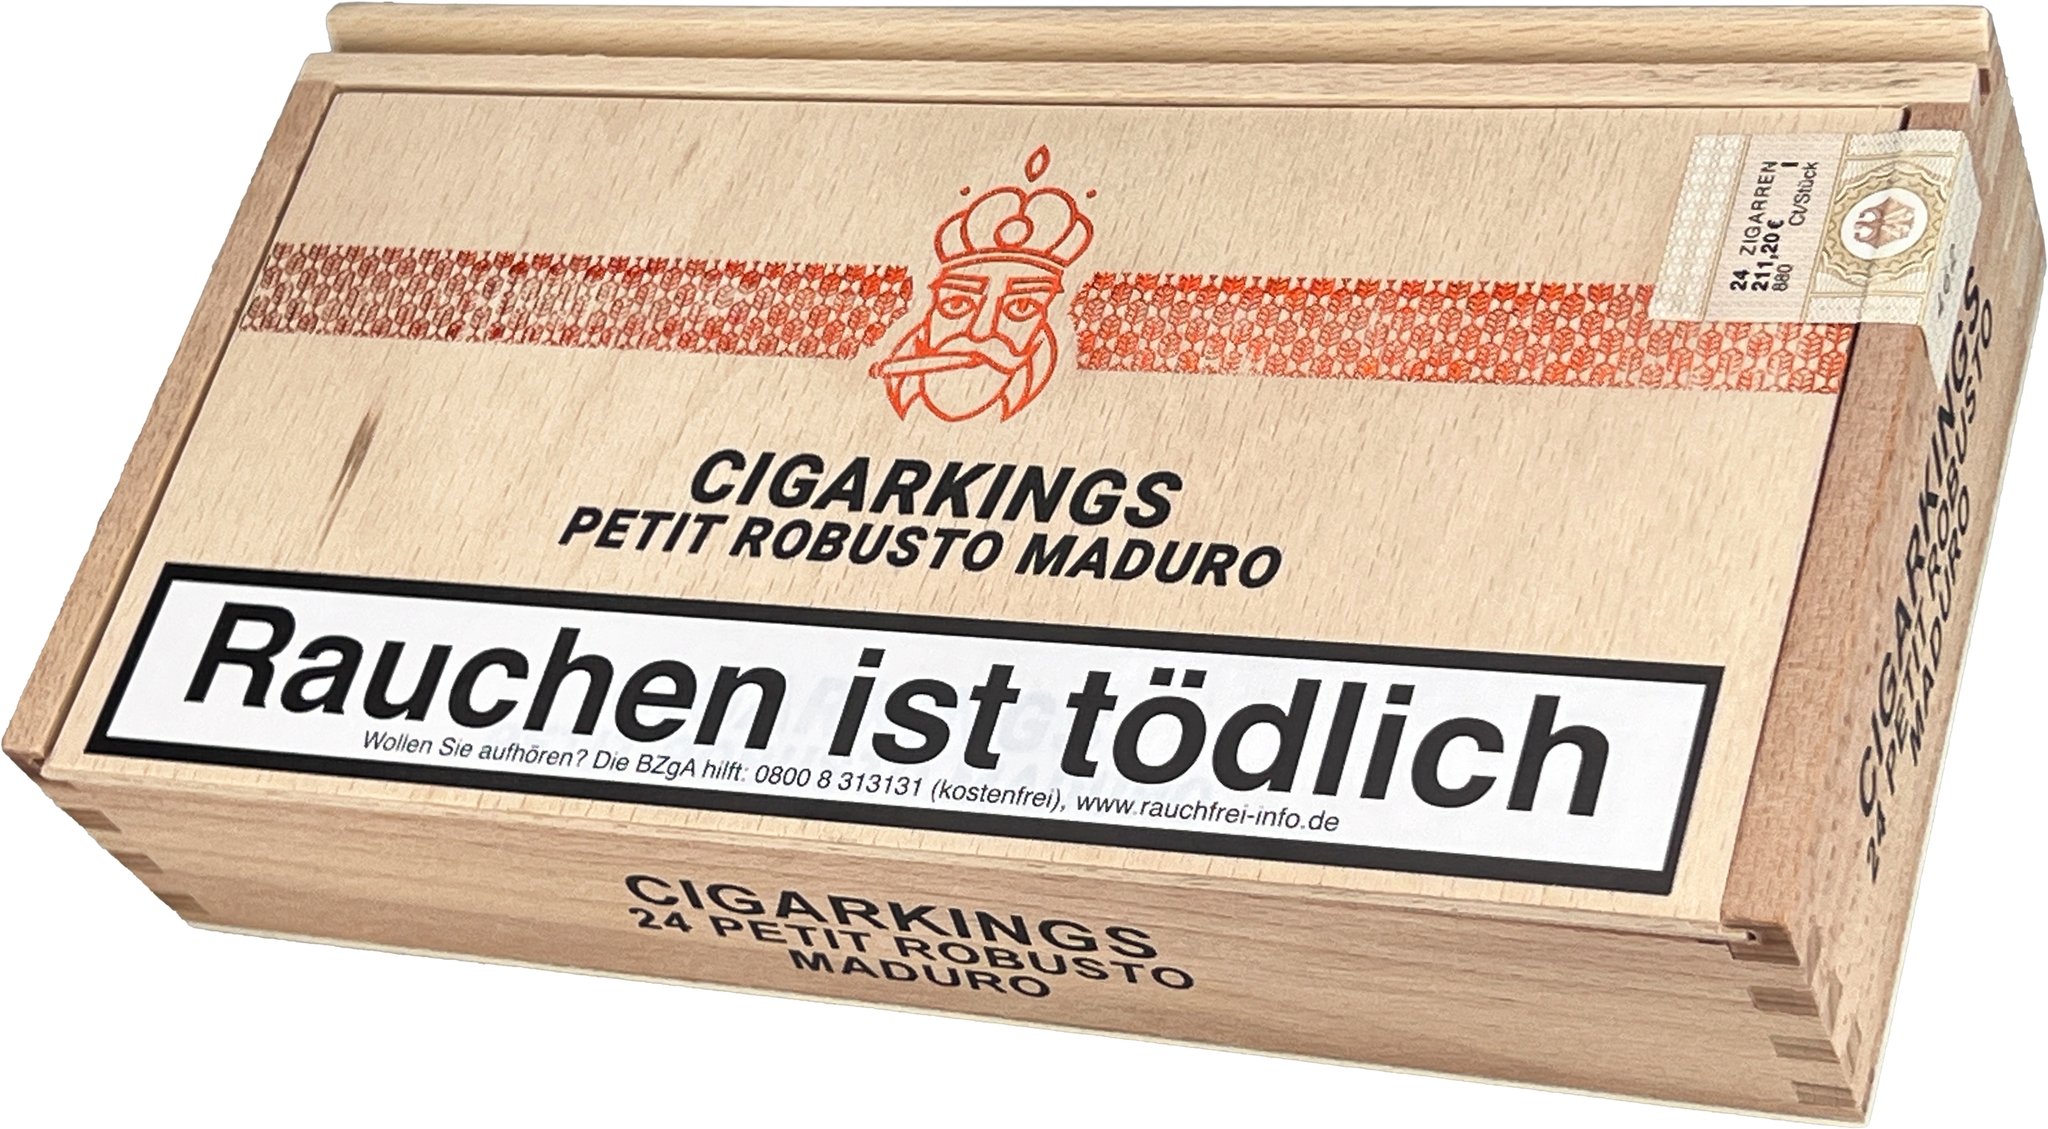 24 ZIGARREN
211,20 €
880 Ct/Stück
CIGARKINGS
PETIT ROBUSTO MADURO
Rauchen ist tödlich
Wollen Sie aufhören? Die BZgA hilft: 0800 8 313131 (kostenfrei), www.rauchfrei-info.de
CIGARKINGS
24 PETIT ROBUSTO
MADURO
CIGARKINGS
24 PETIT ROBUSTO
MADURO